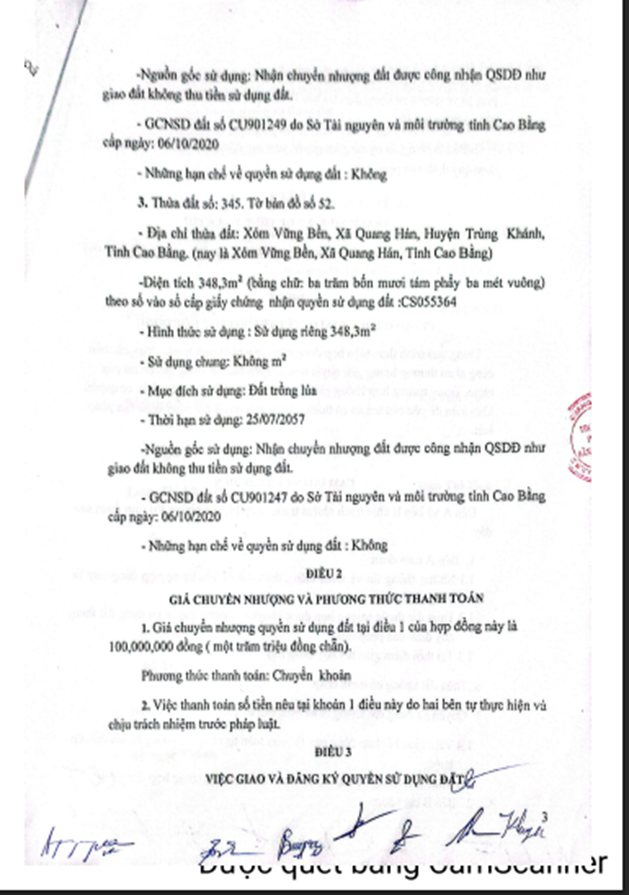 -Nguồn gốc sử dụng: Nhận chuyển nhượng đất được công nhận QSDĐ như
giao đất không thu tiền sử dụng đất.
- GCNSD đất số CU901249 do Sở Tài nguyên và môi trường tỉnh Cao Bằng
cấp ngày: 06/10/2020
- Những hạn chế về quyền sử dụng đất : Không
3. Thửa đất số: 345. Tờ bản đồ số 52.
- Địa chỉ thửa đất: Xóm Vững Bền, Xã Quang Hán, Huyện Trùng Khánh,
Tỉnh Cao Bằng. (nay là Xóm Vững Bền, Xã Quang Hán, Tỉnh Cao Bằng)
-Diện tích 348,3m² (bằng chữ: ba trăm bốn mươi tám phẩy ba mét vuông)
theo số vào sổ cấp giấy chứng nhận quyền sử dụng đất :CS055364
- Hình thức sử dụng : Sử dụng riêng 348,3m²
- Sử dụng chung: Không m²
- Mục đích sử dụng: Đất trồng lúa
- Thời hạn sử dụng: 25/07/2057
-Nguồn gốc sử dụng: Nhận chuyển nhượng đất được công nhận QSDĐ như
giao đất không thu tiền sử dụng đất.
- GCNSD đất số CU901247 do Sở Tài nguyên và môi trường tỉnh Cao Bằng
cấp ngày: 06/10/2020
- Những hạn chế về quyền sử dụng đất : Không
ĐIỀU 2
GIÁ CHUYỂN NHƯỢNG VÀ PHƯƠNG THỨC THANH TOÁN
1. Giá chuyển nhượng quyền sử dụng đất tại điều 1 của hợp đồng này là
100,000,000 đồng ( một trăm triệu đồng chẵn).
Phương thức thanh toán: Chuyển khoản
2. Việc thanh toán số tiền nêu tại khoản 1 điều này do hai bên tự thực hiện và
chịu trách nhiệm trước pháp luật.
ĐIỀU 3
VIỆC GIAO VÀ ĐĂNG KÝ QUYỀN SỬ DỤNG ĐẤT
3
Được quét bằng CamScanner